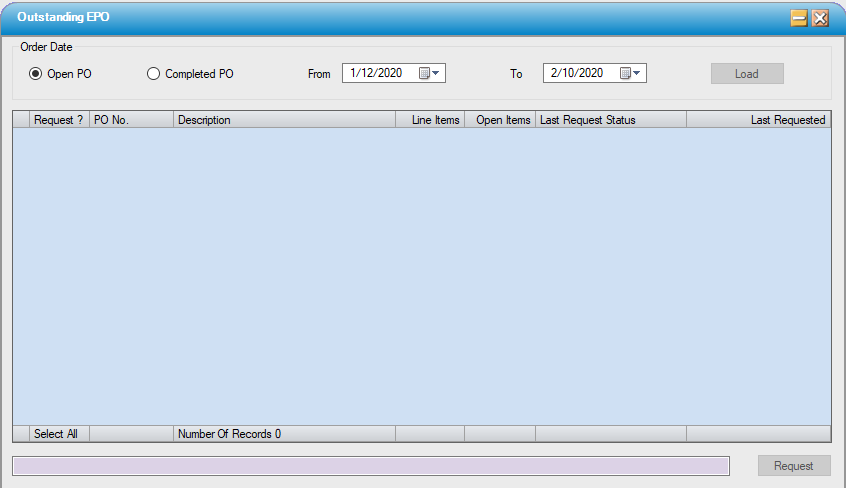 Outstanding EPO
Order Date
Open PO Completed PO From 1/12/2020 To 2/10/2020 Load
Request ? PO No. Description Line Items Open Items Last Request Status Last Requested
Select All Number Of Records 0
Request